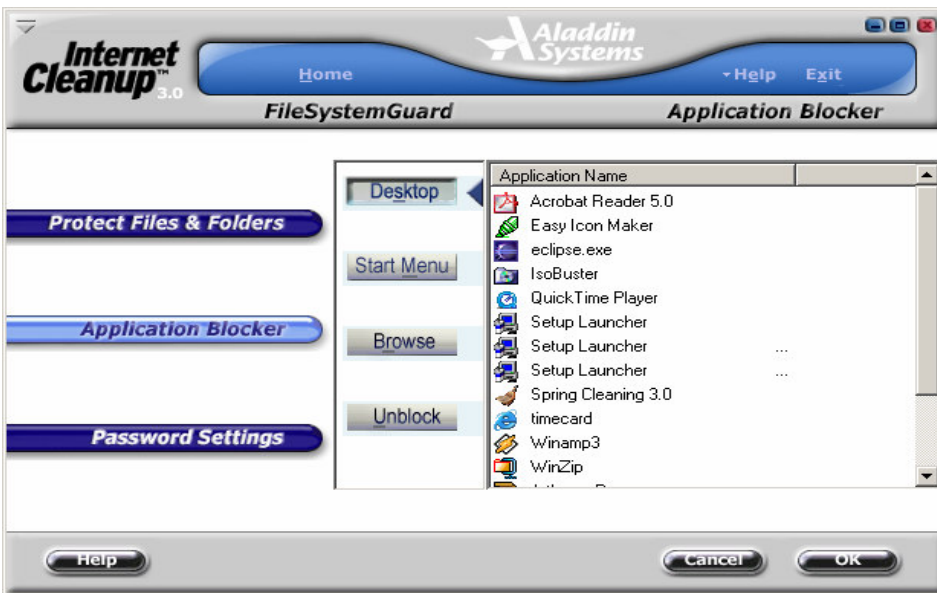 Internet
Cleanup™
3.0
Aladdin
Systems
Home
Help
Exit
FileSystemGuard
Application Blocker
Protect Files & Folders
Application Blocker
Password Settings
Desktop
Start Menu
Browse
Unblock
Application Name
Acrobat Reader 5.0
Easy Icon Maker
eclipse.exe
IsoBuster
QuickTime Player
Setup Launcher
Setup Launcher ...
Setup Launcher ...
Spring Cleaning 3.0
timecard
Winamp3
WinZip
Help
Cancel
OK